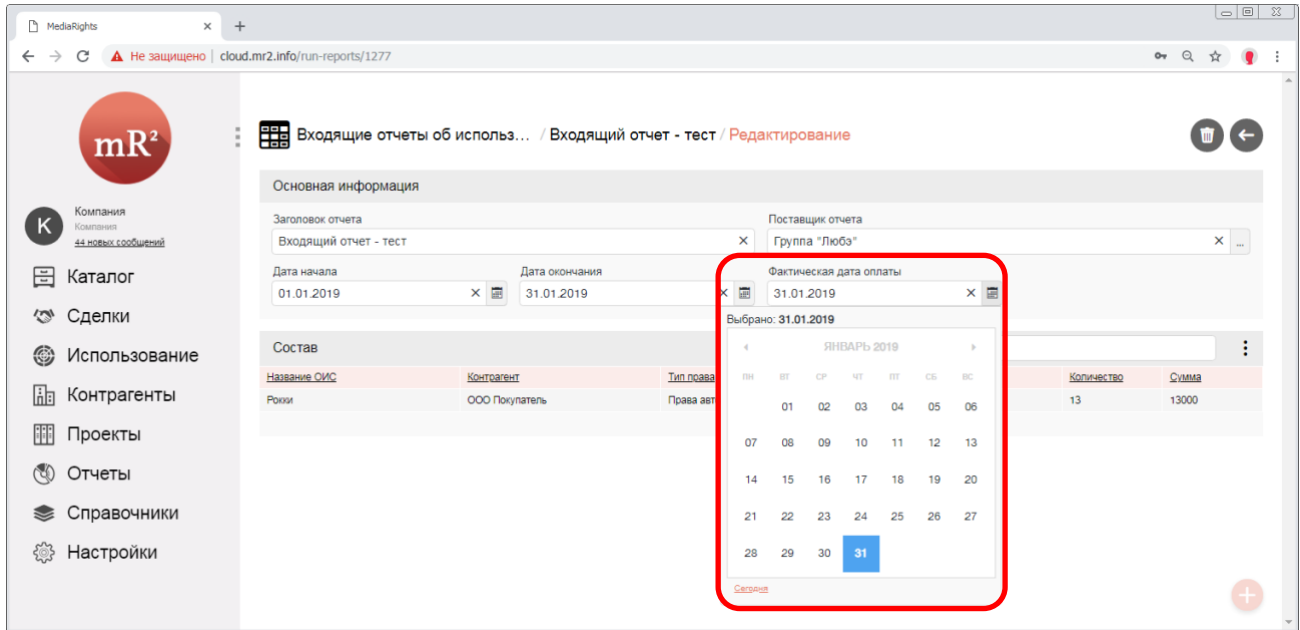 MediaRights
Не защищено | cloud.mr2.info/run-reports/1277
mR²
K
Компания
Компания
44 новых сообщений
Каталог
Сделки
Использование
Контрагенты
Проекты
Отчеты
Справочники
Настройки
Входящие отчеты об использ... / Входящий отчет - тест / Редактирование
Основная информация
Заголовок отчета
Поставщик отчета
Входящий отчет - тест
Группа "Любэ"
...
Дата начала
Дата окончания
Фактическая дата оплаты
01.01.2019
31.01.2019
31.01.2019
Выбрано: 31.01.2019
ЯНВАРЬ 2019
ПН ВТ СР ЧТ ПТ СБ ВС
01 02 03 04 05 06
07 08 09 10 11 12 13
14 15 16 17 18 19 20
21 22 23 24 25 26 27
28 29 30 31
Сегодня
Состав
Название ОИС Контрагент Тип права Количество Сумма
Рокки ООО Покупатель Права авт 13 13000